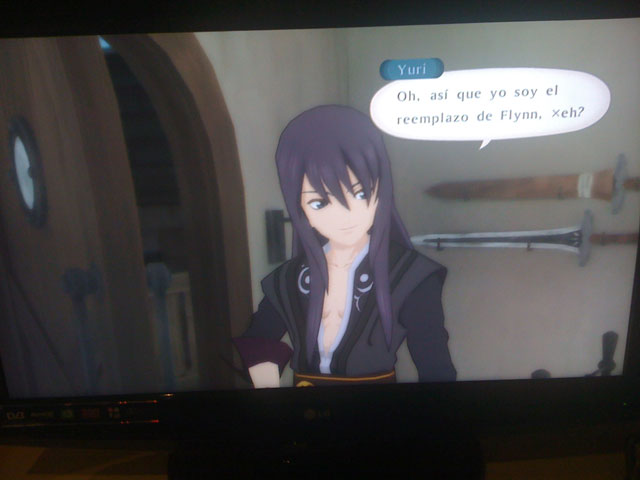 Yuri
Oh, así que yo soy el
reemplazo de Flynn, ×eh?
LG